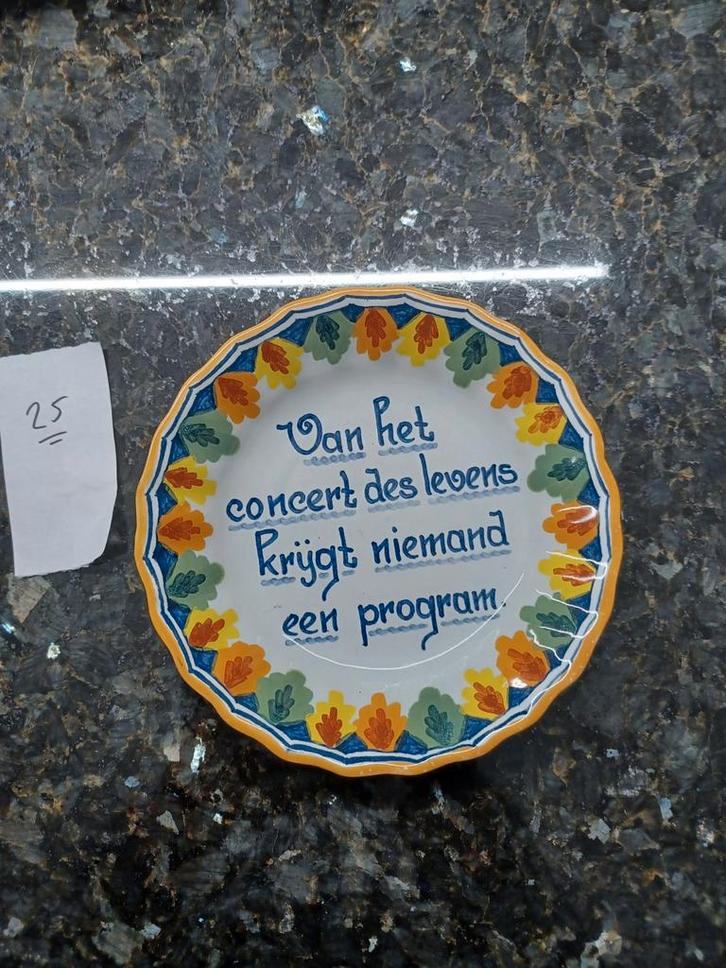 25
Van het
concert des levens
krijgt niemand
een program.